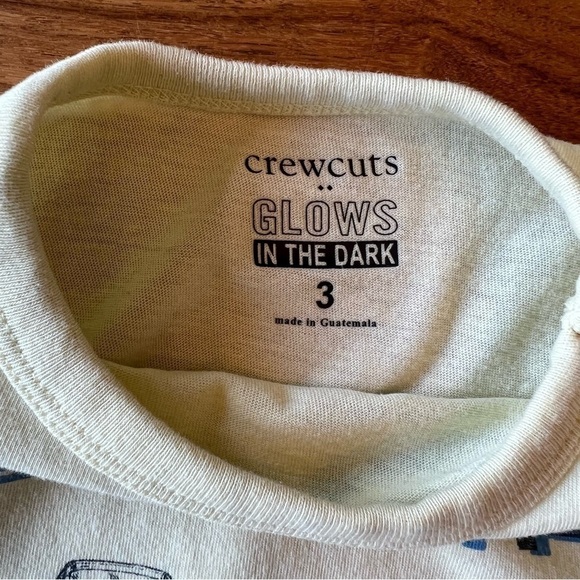 crewcuts
GLOWS
IN THE DARK
3
made in Guatemala